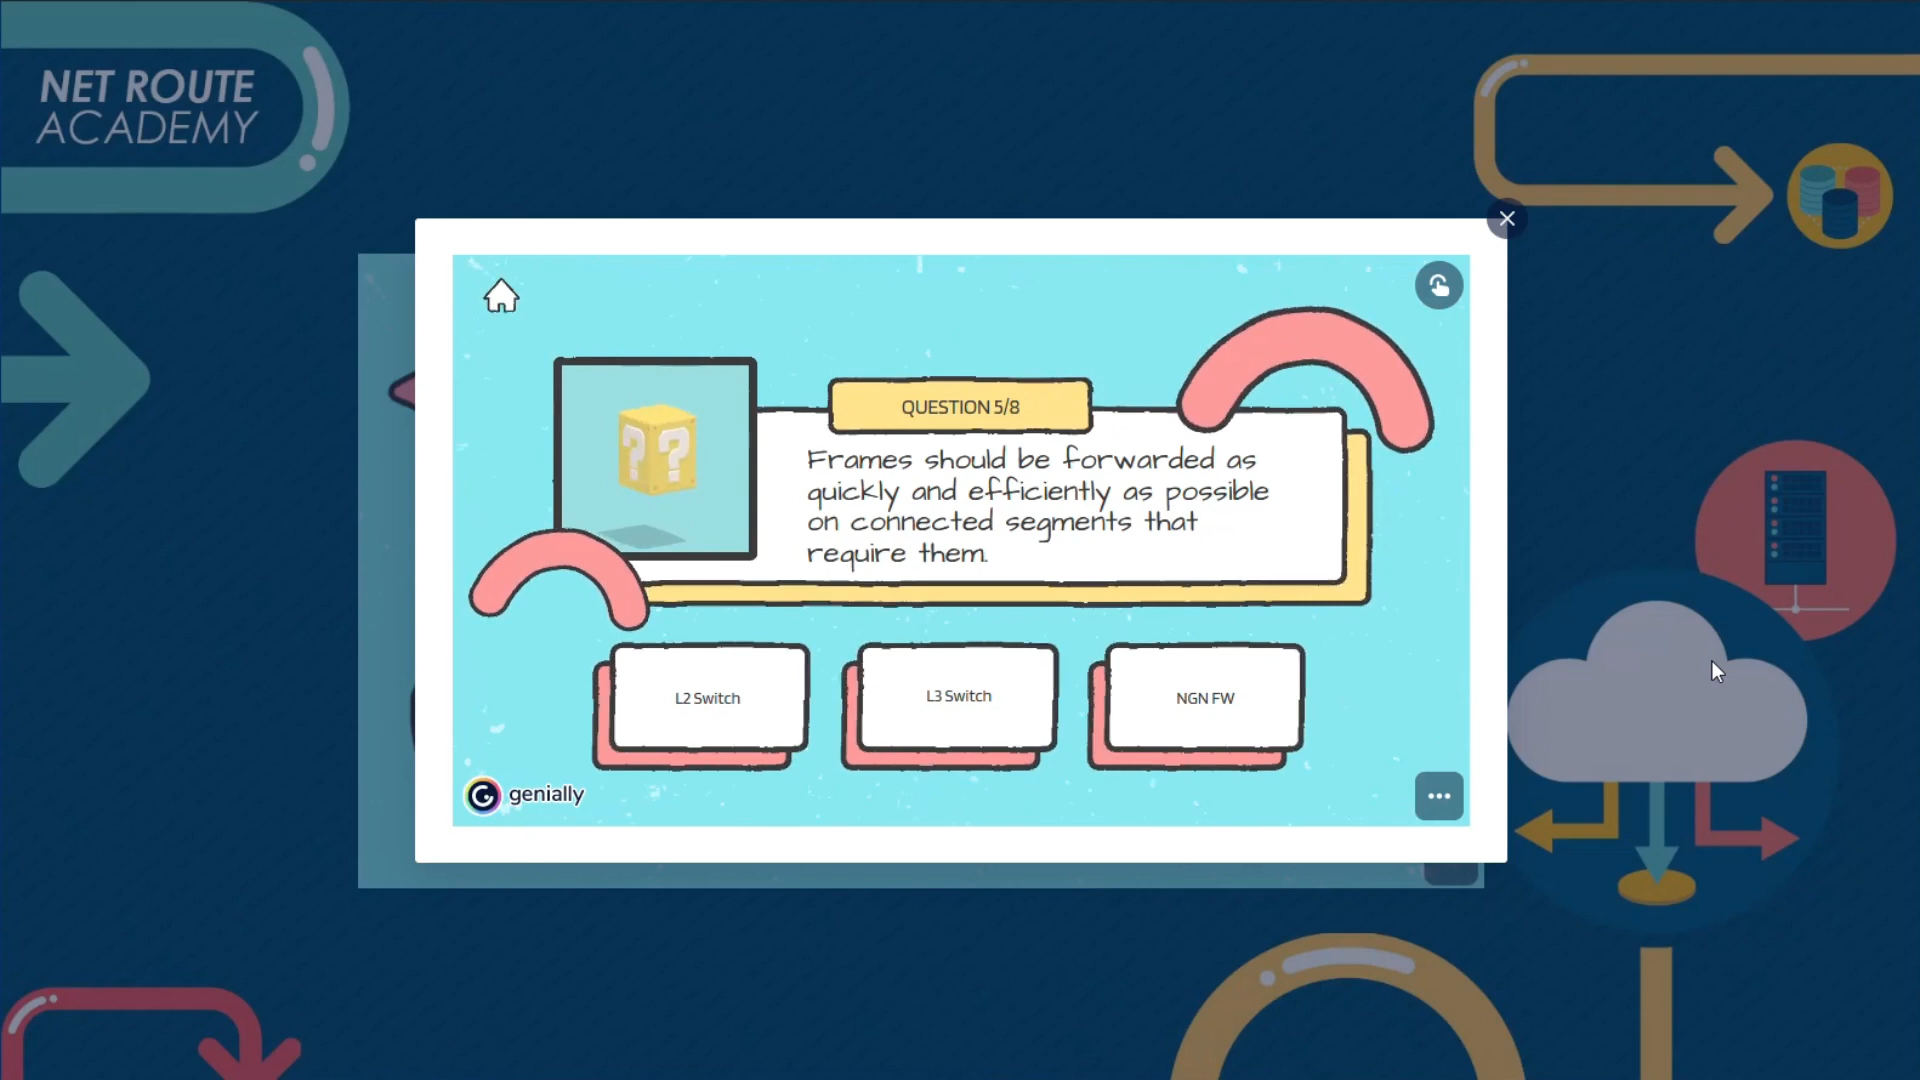 NET ROUTE
ACADEMY
QUESTION 5/8
Frames should be forwarded as
quickly and efficiently as possible
on connected segments that
require them.
L2 Switch
L3 Switch
NGN FW
genially